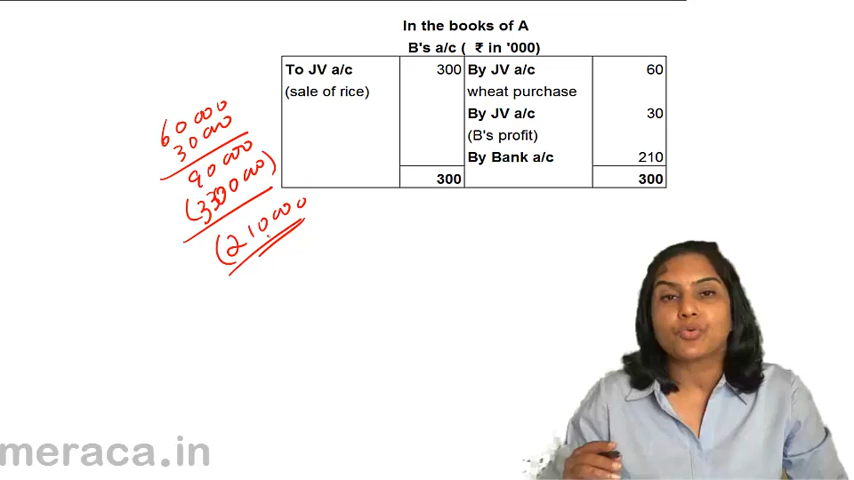 In the books of A
B's a/c ( ₹ in '000)
To JV a/c 300 By JV a/c 60
(sale of rice) wheat purchase
By JV a/c 30
(B's profit)
By Bank a/c 210
300 300
60000
30000
90000
(210000
meraca.in